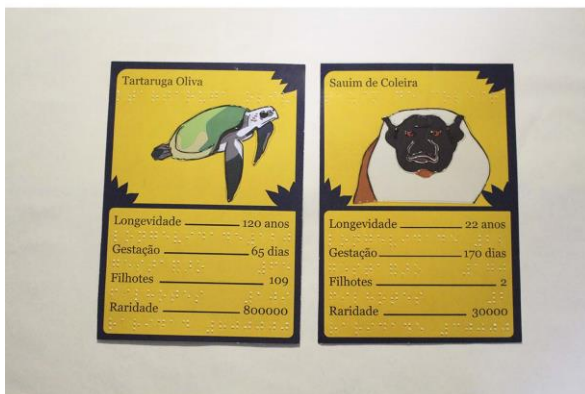 Tartaruga Oliva
Longevidade 120 anos
Gestação 65 dias
Filhotes 109
Raridade 800000
Sauim de Coleira
Longevidade 22 anos
Gestação 170 dias
Filhotes 2
Raridade 30000